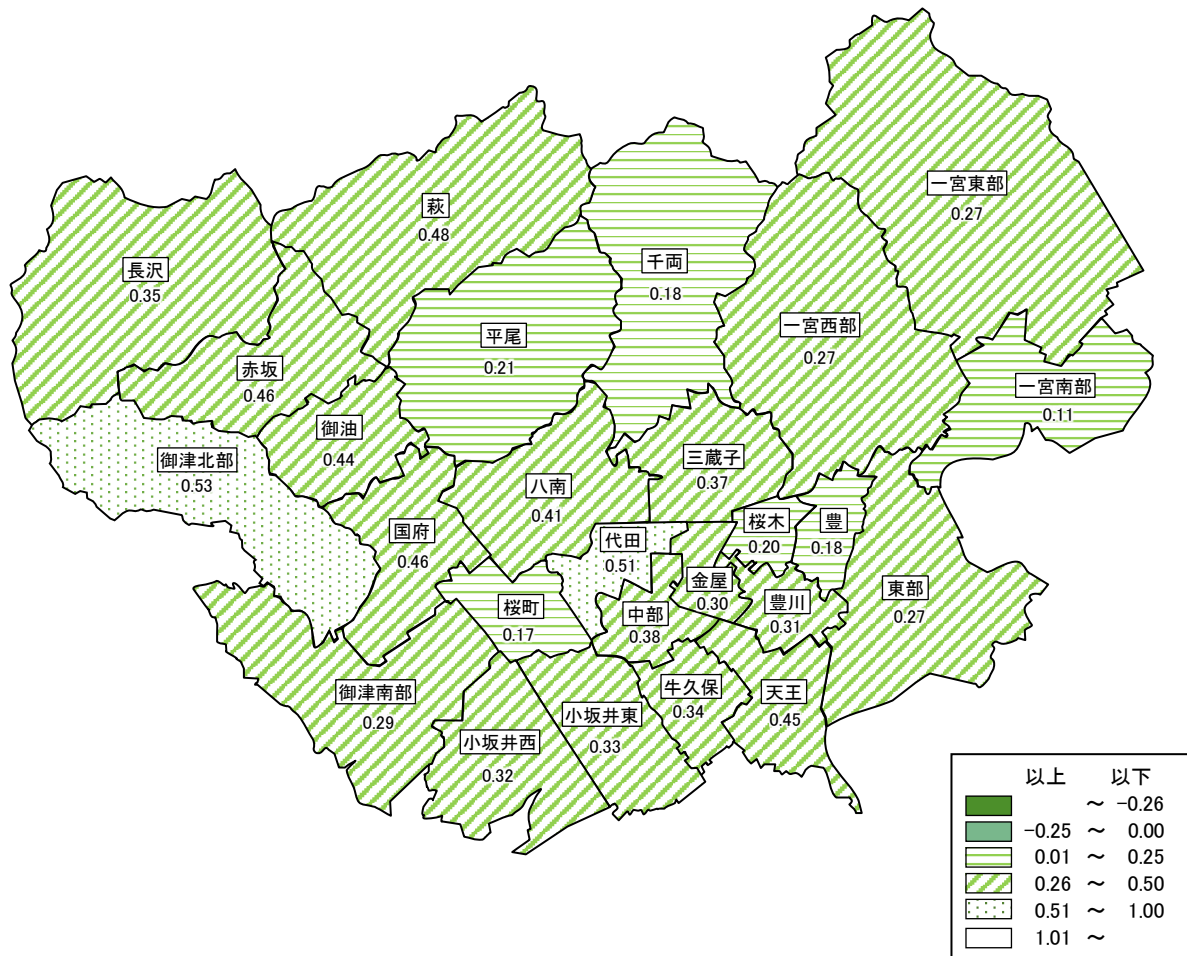 一宮東部
0.27
萩
0.48
千両
0.18
長沢
0.35
一宮西部
0.27
平尾
0.21
赤坂
0.46
一宮南部
0.11
御油
0.44
御津北部
0.53
三蔵子
0.37
八南
0.41
国府
0.46
代田
0.51
桜木
0.20
豊
0.18
金屋
0.30
豊川
0.31
東部
0.27
桜町
0.17
中部
0.38
御津南部
0.29
牛久保
0.34
天王
0.45
小坂井東
0.33
小坂井西
0.32
以上 以下
～ -0.26
-0.25 ～ 0.00
0.01 ～ 0.25
0.26 ～ 0.50
0.51 ～ 1.00
1.01 ～